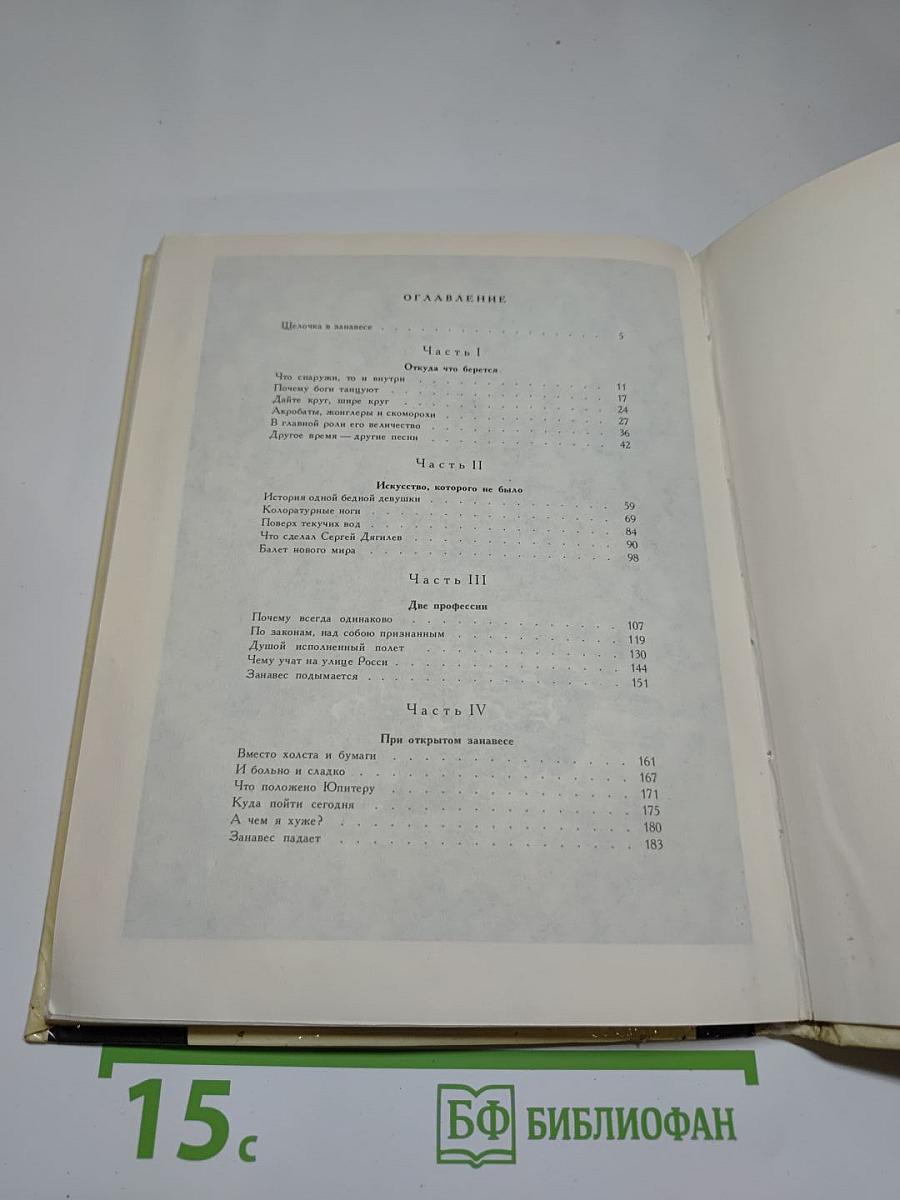 ОГЛАВЛЕНИЕ
Щелочка в занавесе . . . . . . . . . . . . . . . . 5
Часть I
Откуда что берется
Что снаружи, то и внутри . . . . . . . . . . . . . . 11
Почему боги танцуют . . . . . . . . . . . . . . . 17
Дайте круг, шире круг . . . . . . . . . . . . . . . 24
Акробаты, жонглеры и скоморохи . . . . . . . . . . . . 27
В главной роли его величество . . . . . . . . . . . . . 36
Другое время — другие песни . . . . . . . . . . . . . 42
Часть II
Искусство, которого не было
История одной бедной девушки . . . . . . . . . . . . . 59
Колоратурные ноги . . . . . . . . . . . . . . . . 69
Поверх текучих вод . . . . . . . . . . . . . . . . 84
Что сделал Сергей Дягилев . . . . . . . . . . . . . . 90
Балет нового мира . . . . . . . . . . . . . . . . 98
Часть III
Две профессии
Почему всегда одинаково . . . . . . . . . . . . . . 107
По законам, над собою признанным . . . . . . . . . . . 119
Душой исполненный полет . . . . . . . . . . . . . . 130
Чему учат на улице Росси . . . . . . . . . . . . . . 144
Занавес подымается . . . . . . . . . . . . . . . . 151
Часть IV
При открытом занавесе
Вместо холста и бумаги . . . . . . . . . . . . . . . 161
И больно и сладко . . . . . . . . . . . . . . . . 167
Что положено Юпитеру . . . . . . . . . . . . . . . 171
Куда пойти сегодня . . . . . . . . . . . . . . . . 175
А чем я хуже? . . . . . . . . . . . . . . . . . 180
Занавес падает . . . . . . . . . . . . . . . . . 183
15 с
БФ БИБЛИОФАН